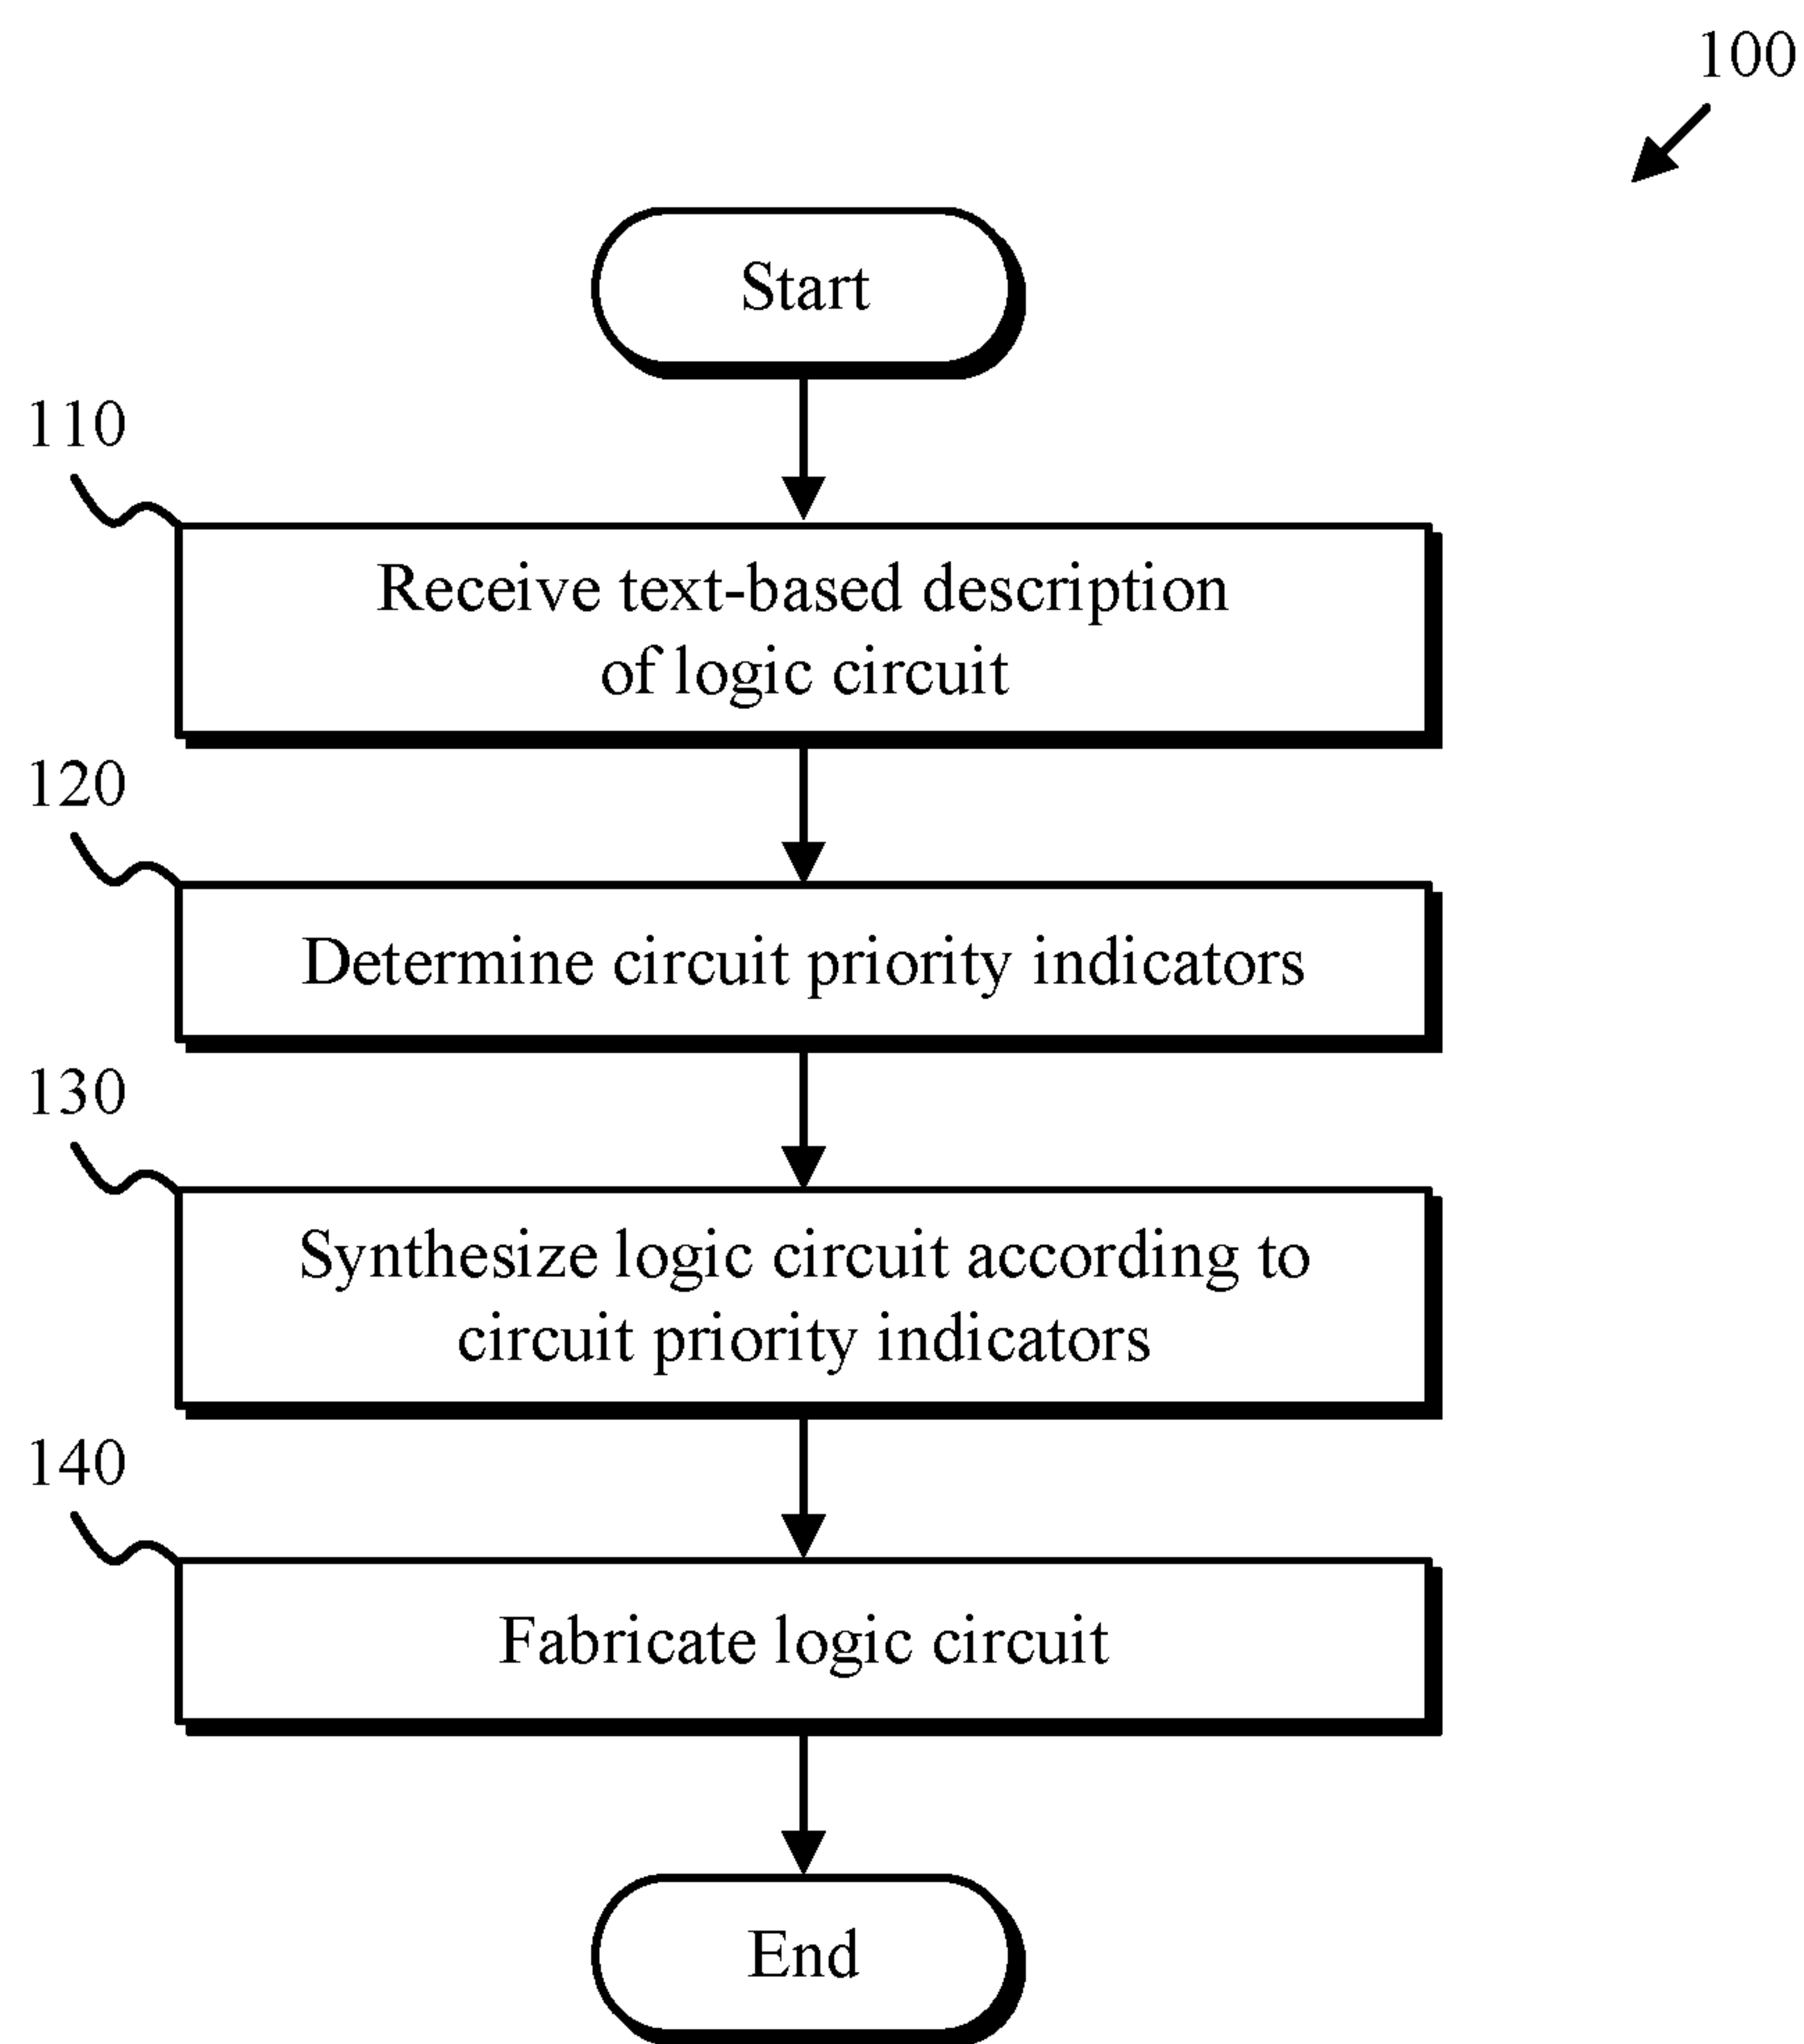 100
Start
110
Receive text-based description
of logic circuit
120
Determine circuit priority indicators
130
Synthesize logic circuit according to
circuit priority indicators
140
Fabricate logic circuit
End